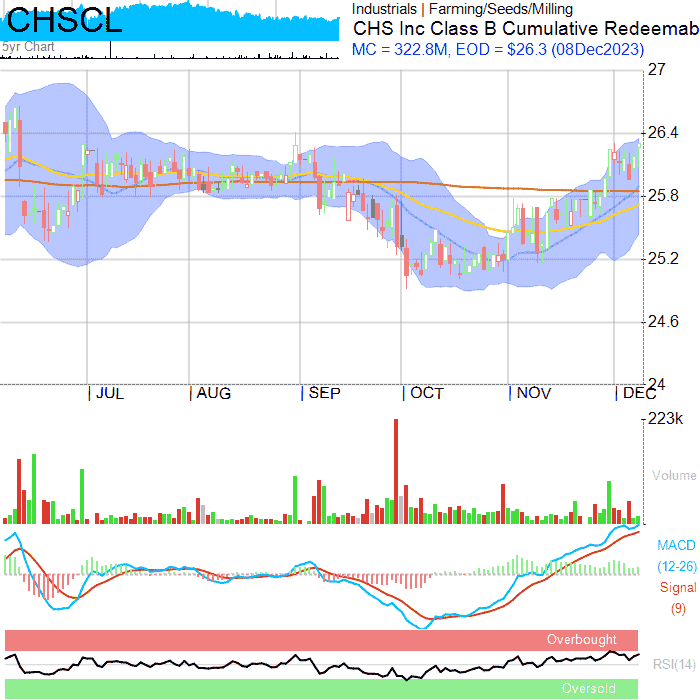 CHSCL
5yr Chart
Industrials | Farming/Seeds/Milling
CHS Inc Class B Cumulative Redeemab
MC = 322.8M, EOD = $26.3 (08Dec2023)
27
26.4
25.8
25.2
24.6
24
JUL AUG SEP OCT NOV DEC
223k
Volume
MACD
(12-26)
Signal
(9)
Overbought
RSI(14)
Oversold